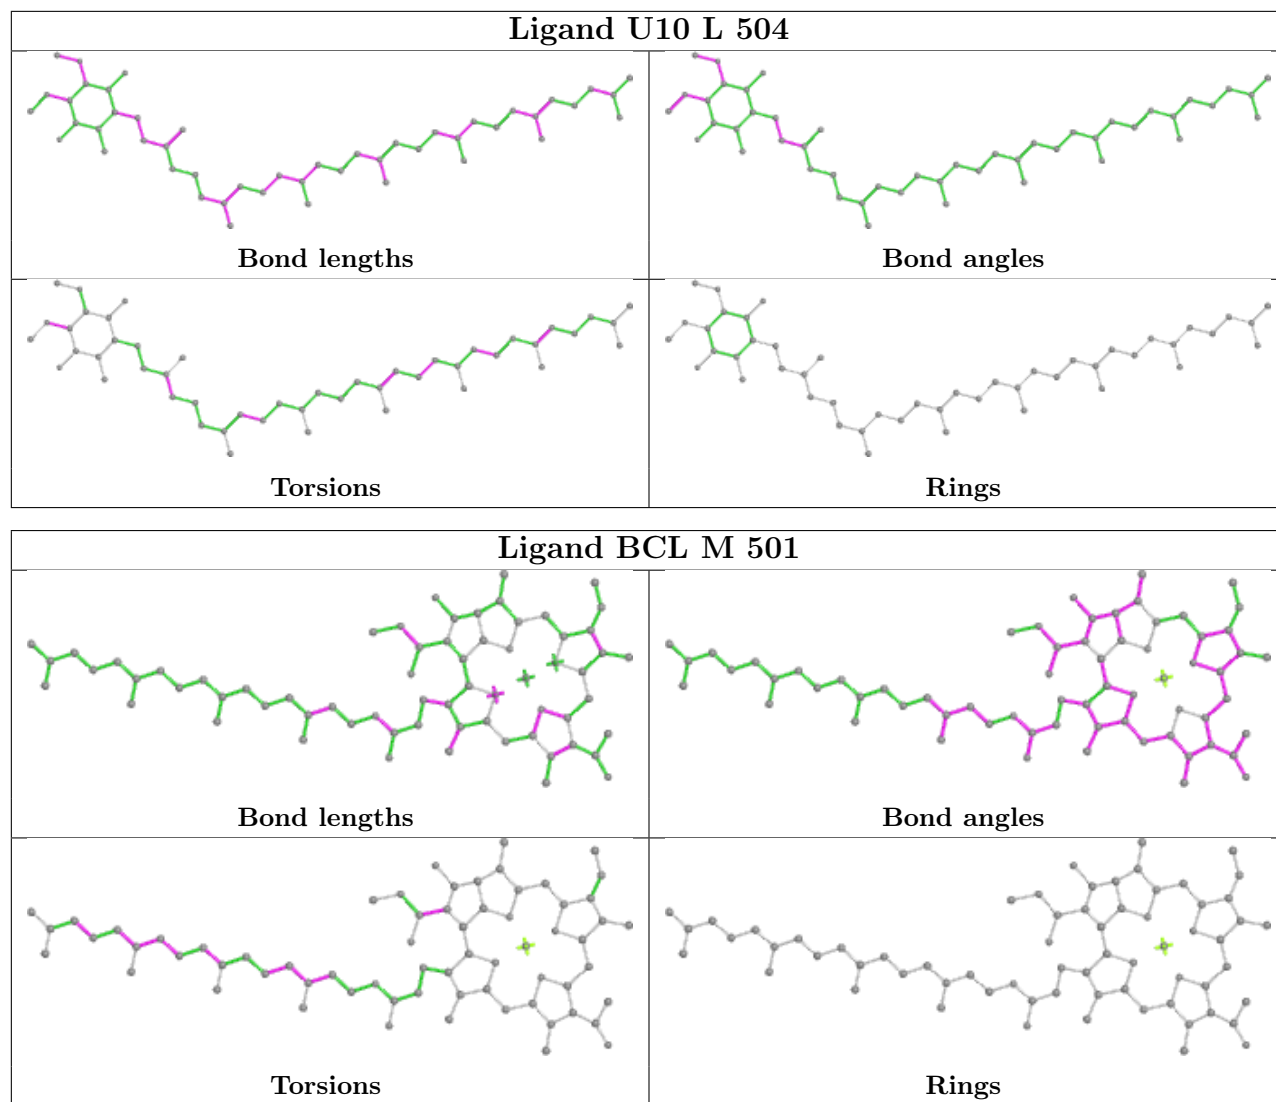 Ligand U10 L 504
Bond lengths
Bond angles
Torsions
Rings
Ligand BCL M 501
Bond lengths
Bond angles
Torsions
Rings